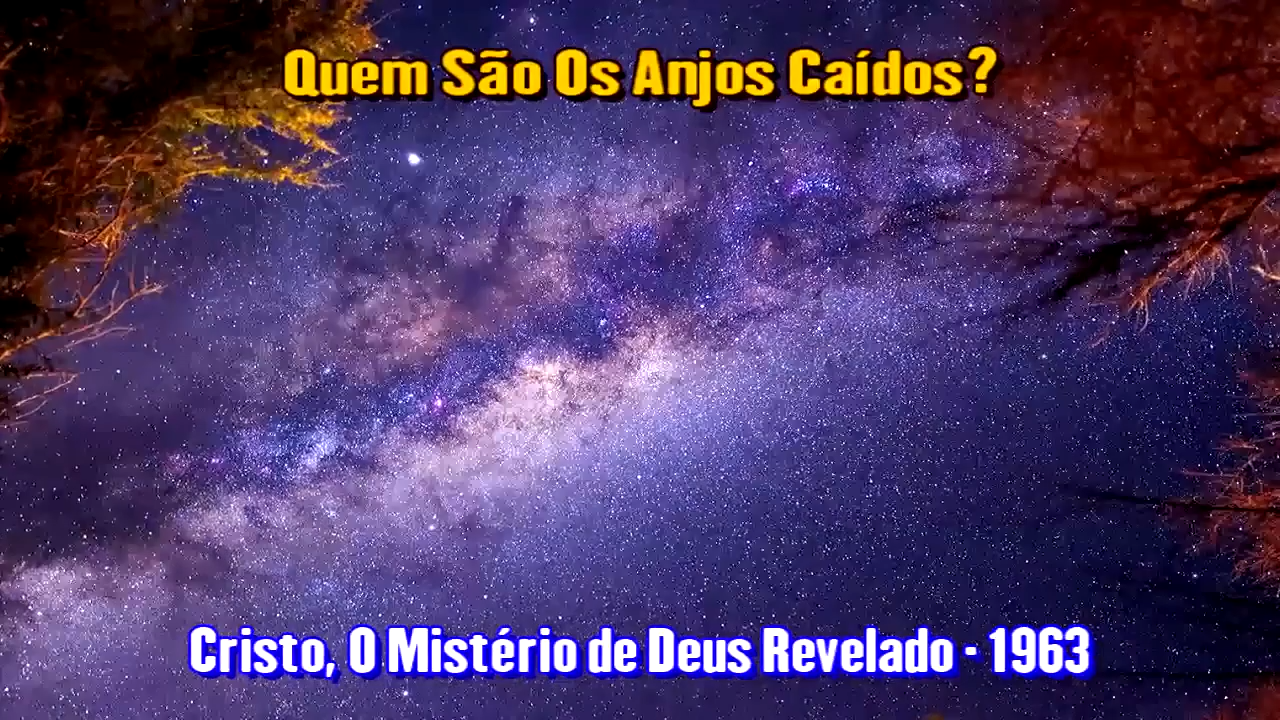 Quem São Os Anjos Caídos?
Cristo, O Mistério de Deus Revelado - 1963